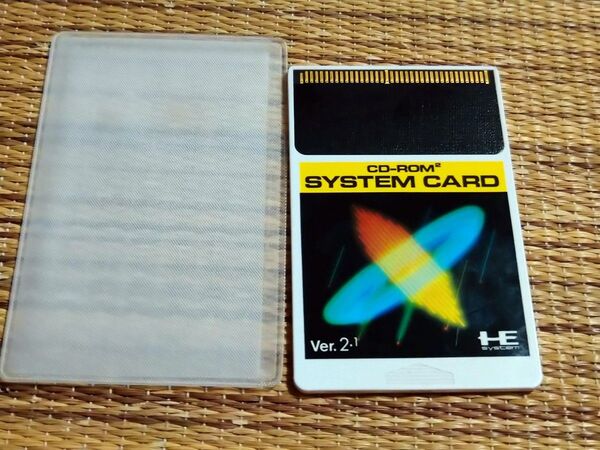 CD-ROM²
SYSTEM CARD
Ver. 2.1
HE
system